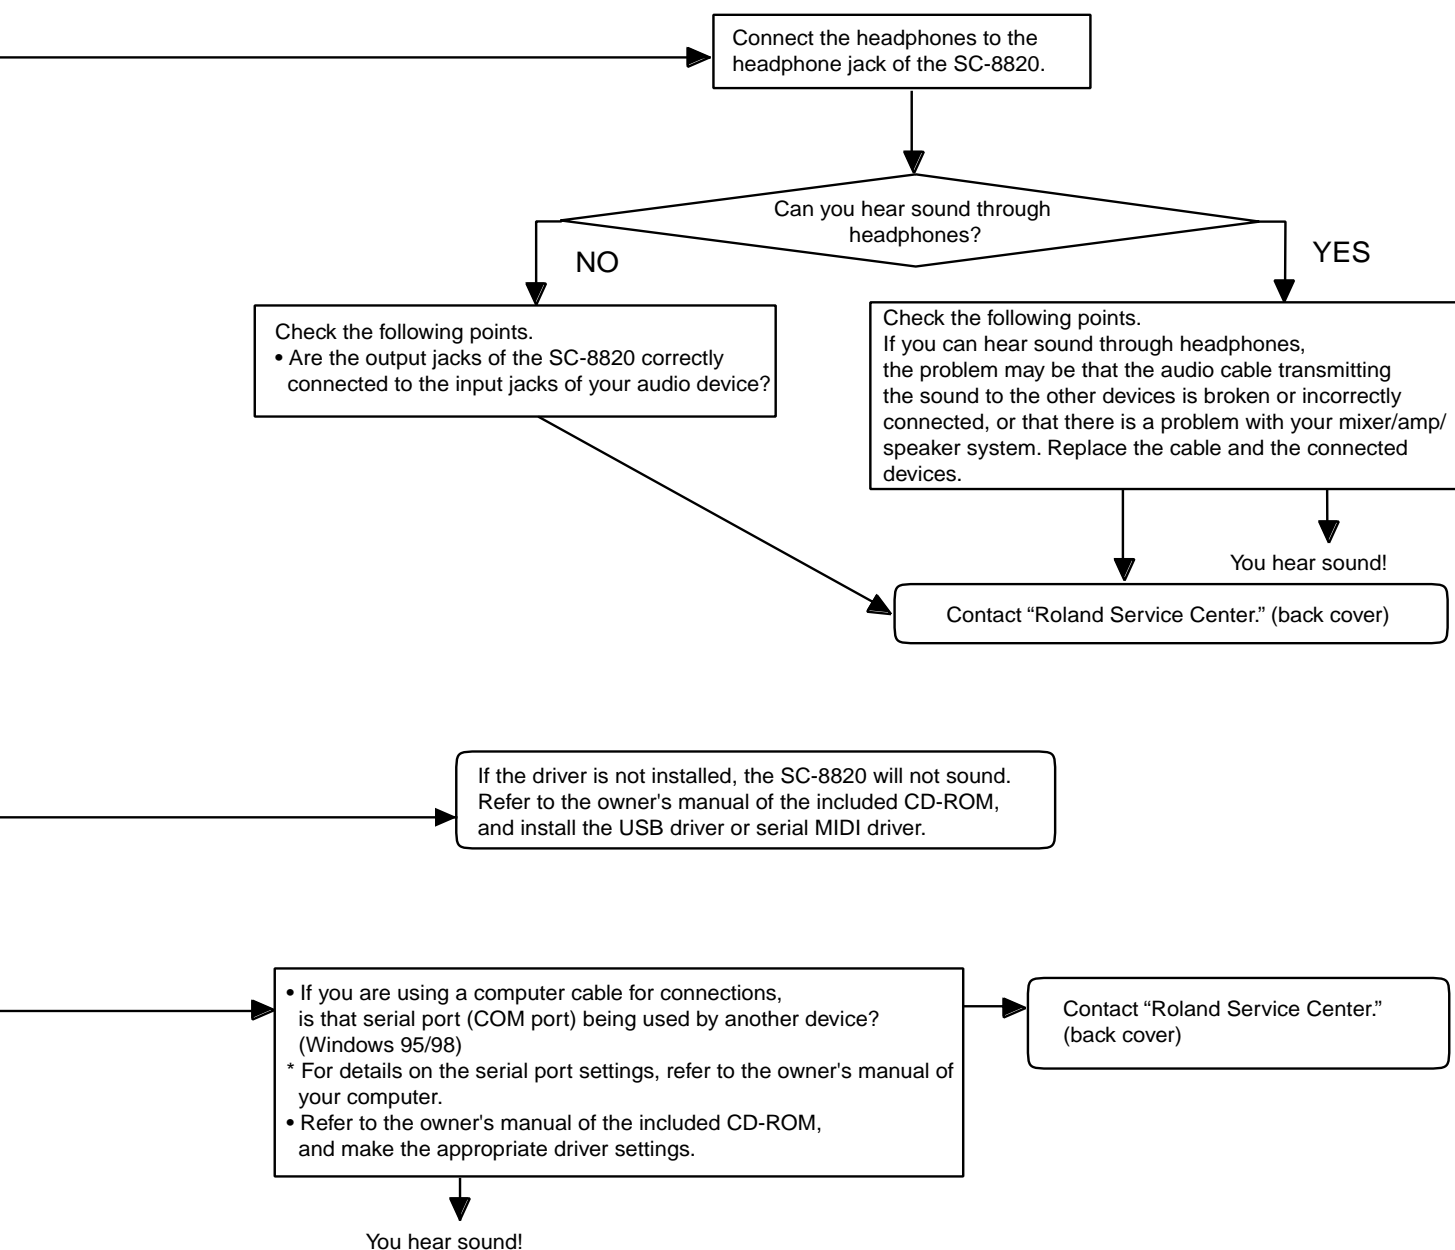 Connect the headphones to the
headphone jack of the SC-8820.
Can you hear sound through
headphones?
NO
YES
Check the following points.
• Are the output jacks of the SC-8820 correctly
connected to the input jacks of your audio device?
Check the following points.
If you can hear sound through headphones,
the problem may be that the audio cable transmitting
the sound to the other devices is broken or incorrectly
connected, or that there is a problem with your mixer/amp/
speaker system. Replace the cable and the connected
devices.
You hear sound!
Contact “Roland Service Center.” (back cover)
If the driver is not installed, the SC-8820 will not sound.
Refer to the owner's manual of the included CD-ROM,
and install the USB driver or serial MIDI driver.
• If you are using a computer cable for connections,
is that serial port (COM port) being used by another device?
(Windows 95/98)
* For details on the serial port settings, refer to the owner's manual of
your computer.
• Refer to the owner's manual of the included CD-ROM,
and make the appropriate driver settings.
Contact “Roland Service Center.”
(back cover)
You hear sound!